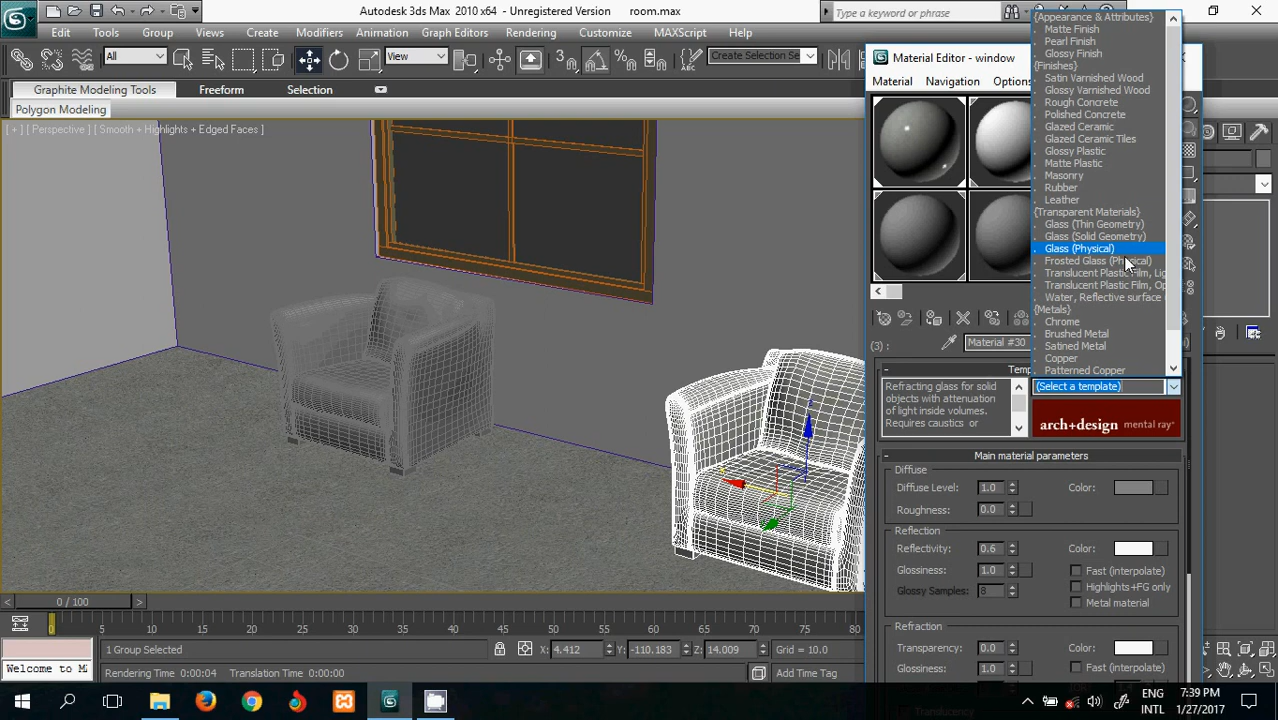 Autodesk 3ds Max 2010 x64 - Unregistered Version room.max
Type a keyword or phrase
Edit Tools Group Views Create Modifiers Animation Graph Editors Rendering Customize MAXScript Help
All
View
Create Selection Se
Graphite Modeling Tools Freeform Selection
Polygon Modeling
[ + ] [ Perspective ] [ Smooth + Highlights + Edged Faces ]
Material Editor - window
Material Navigation Options
{Appearance & Attributes}
Matte Finish
Pearl Finish
Glossy Finish
{Finishes}
Satin Varnished Wood
Glossy Varnished Wood
Rough Concrete
Polished Concrete
Glazed Ceramic
Glazed Ceramic Tiles
Glossy Plastic
Matte Plastic
Masonry
Rubber
Leather
{Transparent Materials}
Glass (Thin Geometry)
Glass (Solid Geometry)
Glass (Physical)
Frosted Glass (Physical)
Translucent Plastic Film, Lig
Translucent Plastic Film, Op
Water, Reflective surface
{Metals}
Chrome
Brushed Metal
Satined Metal
Copper
Patterned Copper
(3) : Material #30
Refracting glass for solid
objects with attenuation
of light inside volumes.
Requires caustics or
(Select a template)
arch+design mental ray
Main material parameters
Diffuse
Diffuse Level: 1.0 Color:
Roughness: 0.0
Reflection
Reflectivity: 0.6 Color:
Glossiness: 1.0 Fast (interpolate)
Glossy Samples: 8 Highlights+FG only
Metal material
Refraction
Transparency: 0.0 Color:
Glossiness: 1.0 Fast (interpolate)
0 / 100
0 5 10 15 20 25 30 35 40 45 50 55 60 65 70 75 80
1 Group Selected X: 4.412 Y: -110.183 Z: 14.009 Grid = 10.0
Welcome to M Rendering Time 0:00:04 Translation Time 0:00:00 Add Time Tag
ENG
INTL
7:39 PM
1/27/2017